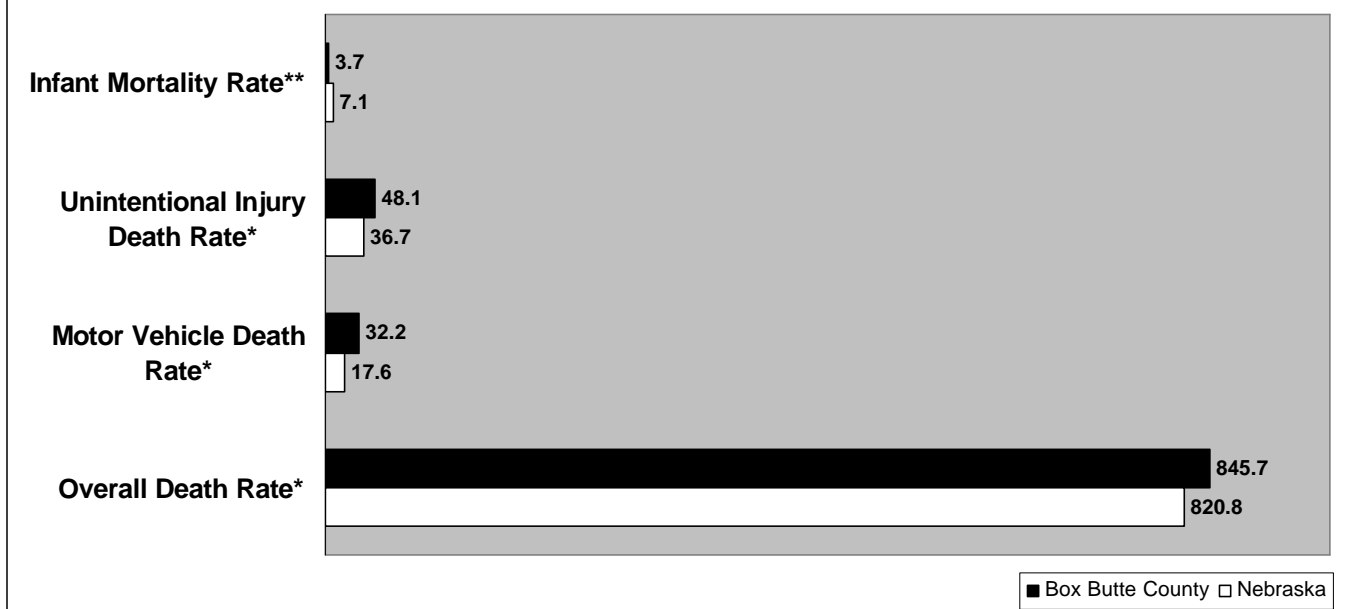 Infant Mortality Rate**
3.7
7.1
Unintentional Injury
Death Rate*
48.1
36.7
Motor Vehicle Death
Rate*
32.2
17.6
Overall Death Rate*
845.7
820.8
Box Butte County Nebraska